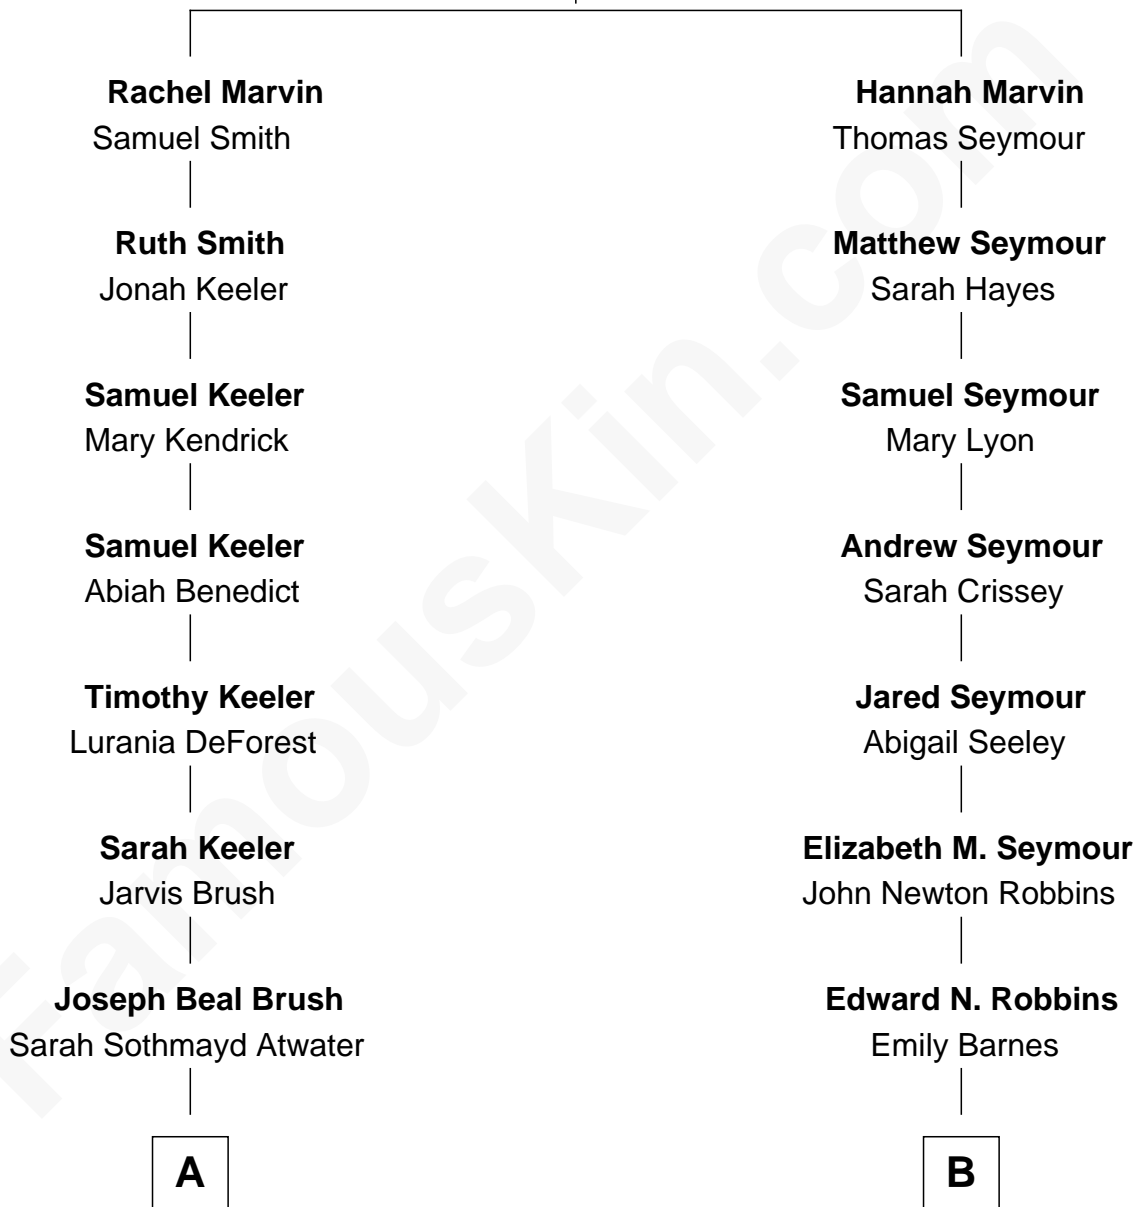 Rachel Marvin
Samuel Smith
Hannah Marvin
Thomas Seymour
Ruth Smith
Jonah Keeler
Matthew Seymour
Sarah Hayes
Samuel Keeler
Mary Kendrick
Samuel Seymour
Mary Lyon
Samuel Keeler
Abiah Benedict
Andrew Seymour
Sarah Crissey
Timothy Keeler
Lurania DeForest
Jared Seymour
Abigail Seeley
Sarah Keeler
Jarvis Brush
Elizabeth M. Seymour
John Newton Robbins
Joseph Beal Brush
Sarah Sothmayd Atwater
Edward N. Robbins
Emily Barnes
A
B
FamousKin.com